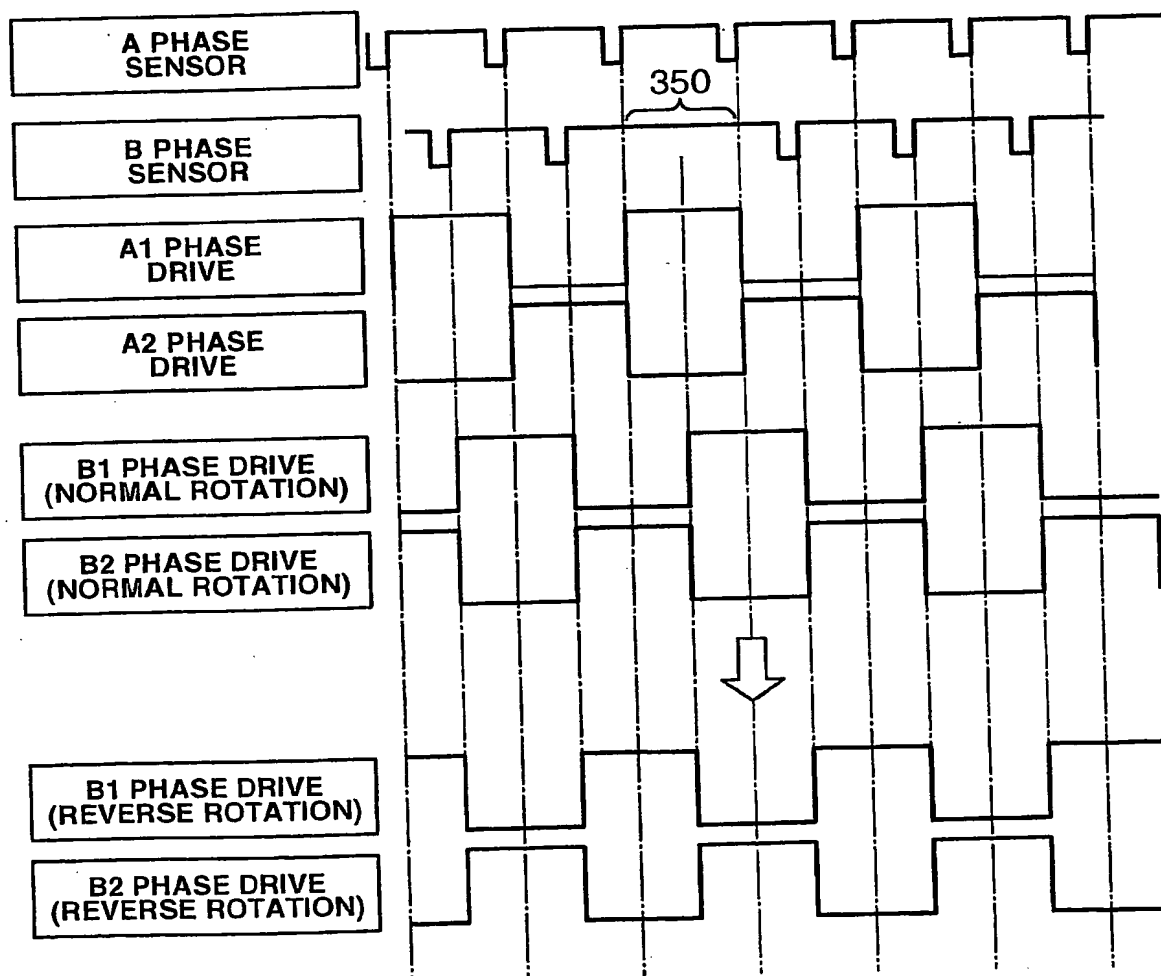 A PHASE
SENSOR
350
B PHASE
SENSOR
A1 PHASE
DRIVE
A2 PHASE
DRIVE
B1 PHASE DRIVE
(NORMAL ROTATION)
B2 PHASE DRIVE
(NORMAL ROTATION)
B1 PHASE DRIVE
(REVERSE ROTATION)
B2 PHASE DRIVE
(REVERSE ROTATION)